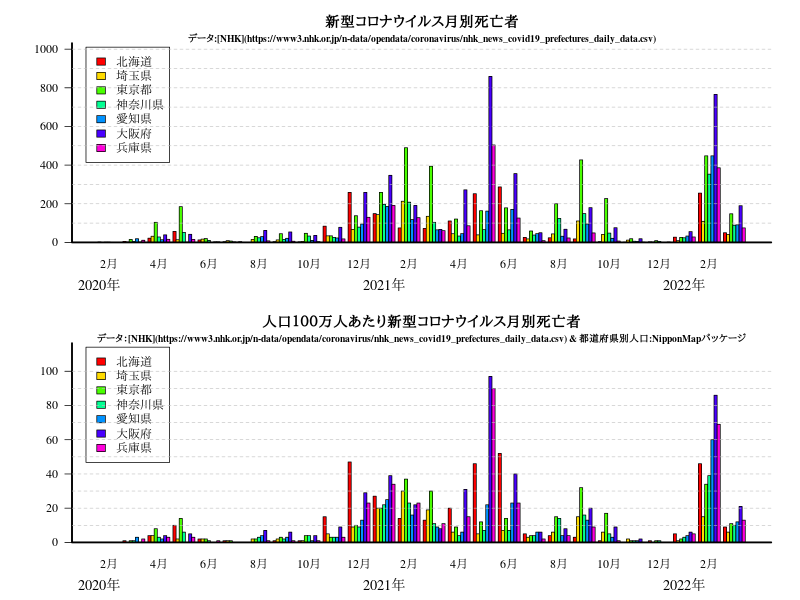 新型コロナウイルス月別死亡者
データ:[NHK](https://www3.nhk.or.jp/n-data/opendata/coronavirus/nhk_news_covid19_prefectures_daily_data.csv)
1000
800
600
400
200
0
北海道
埼玉県
東京都
神奈川県
愛知県
大阪府
兵庫県
2月 4月 6月 8月 10月 12月 2月 4月 6月 8月 10月 12月 2月
2020年 2021年 2022年
人口100万人あたり新型コロナウイルス月別死亡者
データ:[NHK](https://www3.nhk.or.jp/n-data/opendata/coronavirus/nhk_news_covid19_prefectures_daily_data.csv) & 都道府県別人口:NipponMapパッケージ
100
80
60
40
20
0
北海道
埼玉県
東京都
神奈川県
愛知県
大阪府
兵庫県
2月 4月 6月 8月 10月 12月 2月 4月 6月 8月 10月 12月 2月
2020年 2021年 2022年